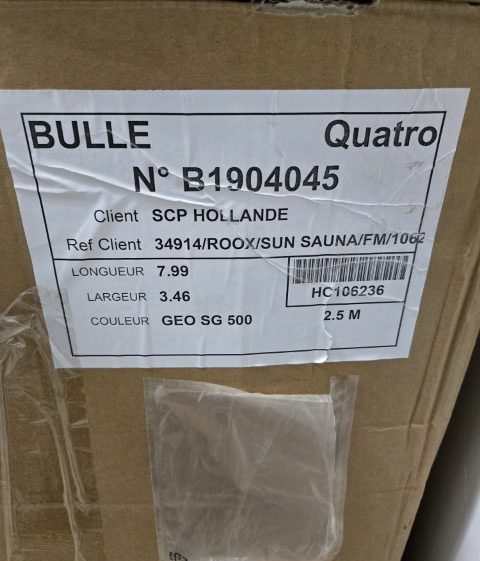 BULLE Quatro
N° B1904045
Client SCP HOLLANDE
Ref Client 34914/ROOX/SUN SAUNA/FM/1062
LONGUEUR 7.99
LARGEUR 3.46
HC106236
COULEUR GEO SG 500
2.5 M